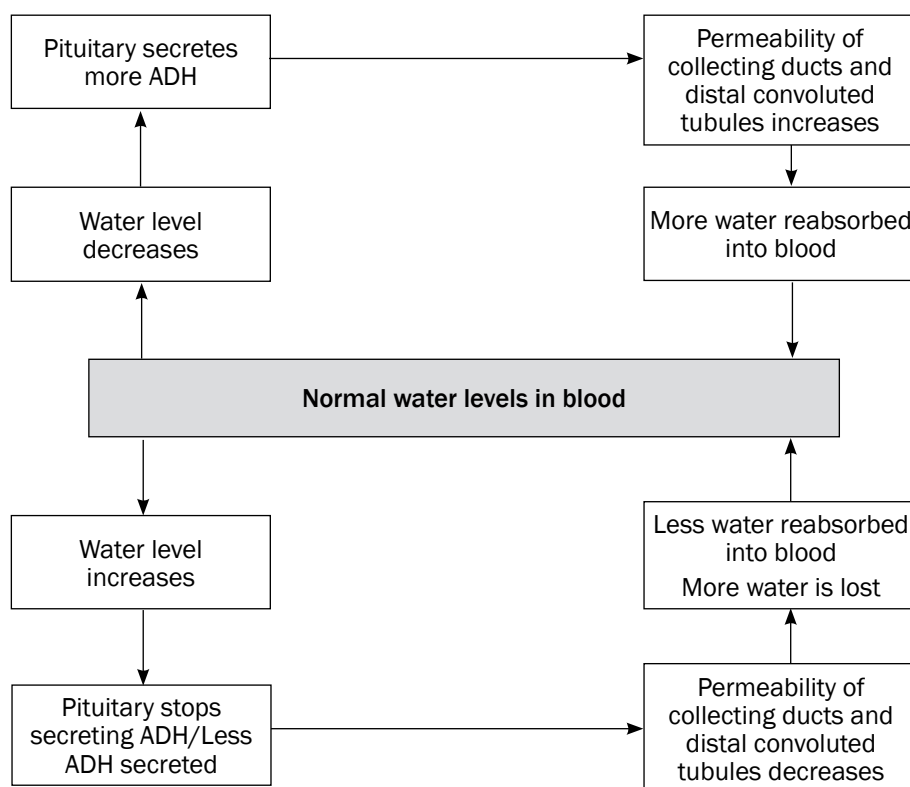 Pituitary secretes
more ADH
Permeability of
collecting ducts and
distal convoluted
tubules increases
Water level
decreases
More water reabsorbed
into blood
Normal water levels in blood
Water level
increases
Less water reabsorbed
into blood
More water is lost
Pituitary stops
secreting ADH/Less
ADH secreted
Permeability of
collecting ducts and
distal convoluted
tubules decreases